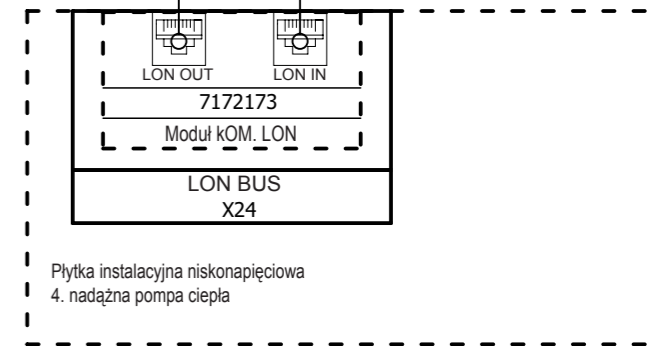 LON OUT LON IN
7172173
Moduł kOM. LON
LON BUS
X24
Płytka instalacyjna niskonapięciowa
4. nadążna pompa ciepła